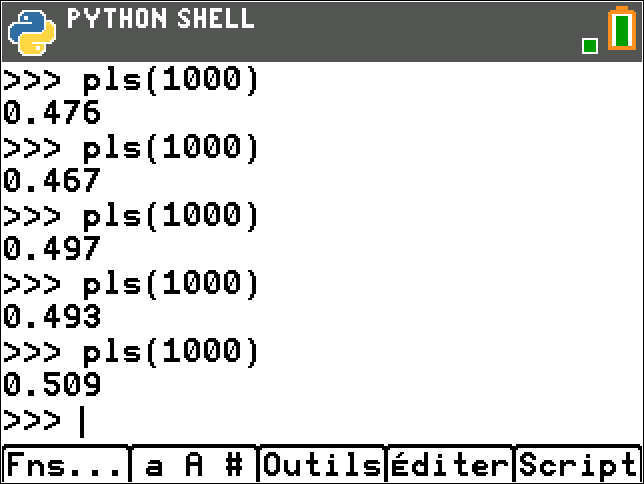 PYTHON SHELL
>>> pls(1000)
0.476
>>> pls(1000)
0.467
>>> pls(1000)
0.497
>>> pls(1000)
0.493
>>> pls(1000)
0.509
>>> |
Fns... a A # Outils Éditer Script